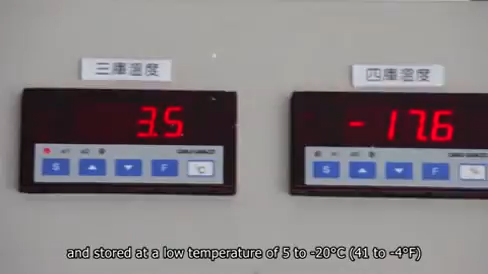 三庫溫度
四庫溫度
3.5
-17.6
S
F
°C
S
F
and stored at a low temperature of 5 to -20°C (41 to -4°F)